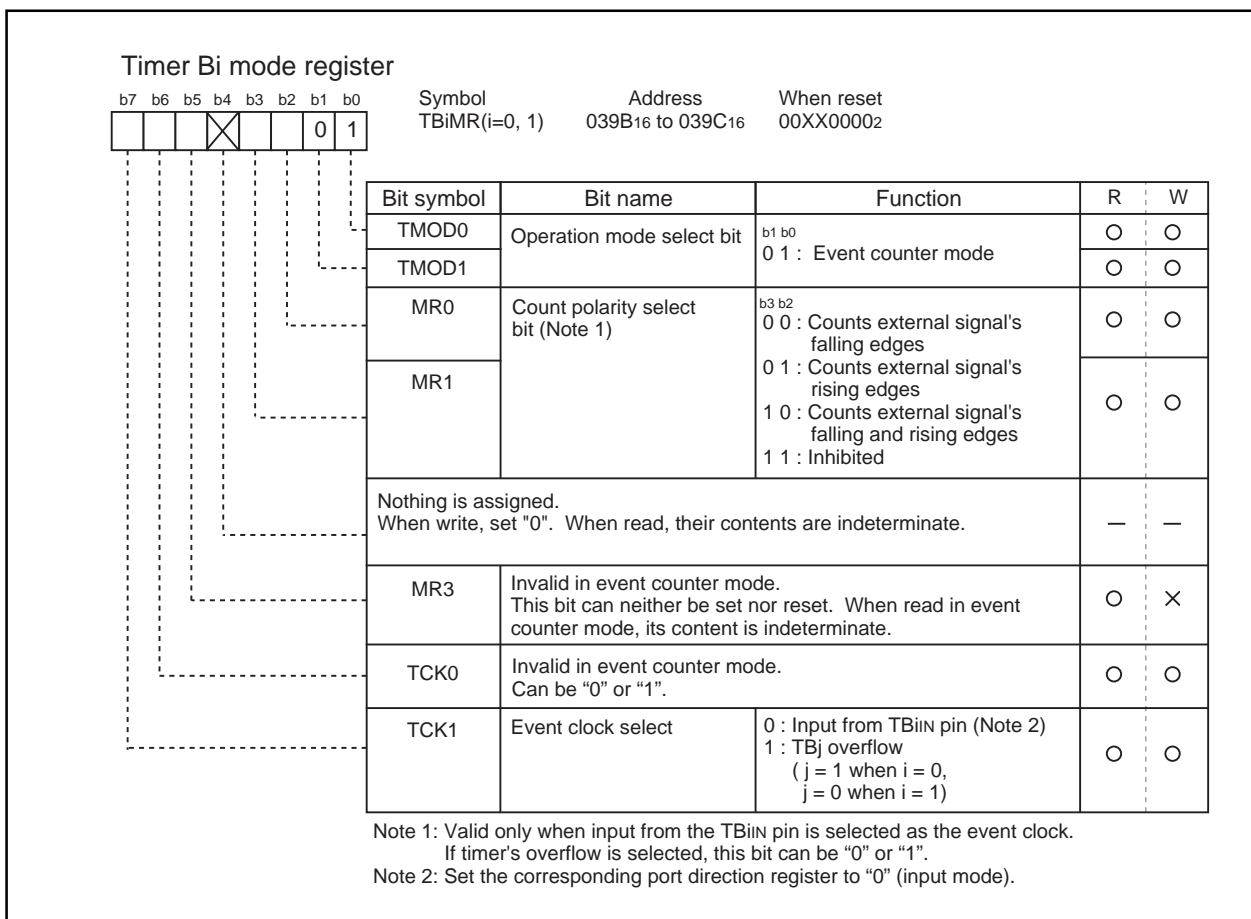 Timer Bi mode register
b7 b6 b5 b4 b3 b2 b1 b0
0 1
Symbol Address When reset
TBiMR(i=0, 1) 039B16 to 039C16 00XX00002
Bit symbol Bit name Function R W
TMOD0
TMOD1
Operation mode select bit
b1 b0
0 1 : Event counter mode
MR0
MR1
Count polarity select
bit (Note 1)
b3 b2
0 0 : Counts external signal's
falling edges
0 1 : Counts external signal's
rising edges
1 0 : Counts external signal's
falling and rising edges
1 1 : Inhibited
Nothing is assigned.
When write, set "0". When read, their contents are indeterminate.
MR3
Invalid in event counter mode.
This bit can neither be set nor reset. When read in event
counter mode, its content is indeterminate.
TCK0
Invalid in event counter mode.
Can be “0” or “1”.
TCK1
Event clock select
0 : Input from TBiIN pin (Note 2)
1 : TBj overflow
( j = 1 when i = 0,
j = 0 when i = 1)
Note 1: Valid only when input from the TBiIN pin is selected as the event clock.
If timer's overflow is selected, this bit can be “0” or “1”.
Note 2: Set the corresponding port direction register to “0” (input mode).